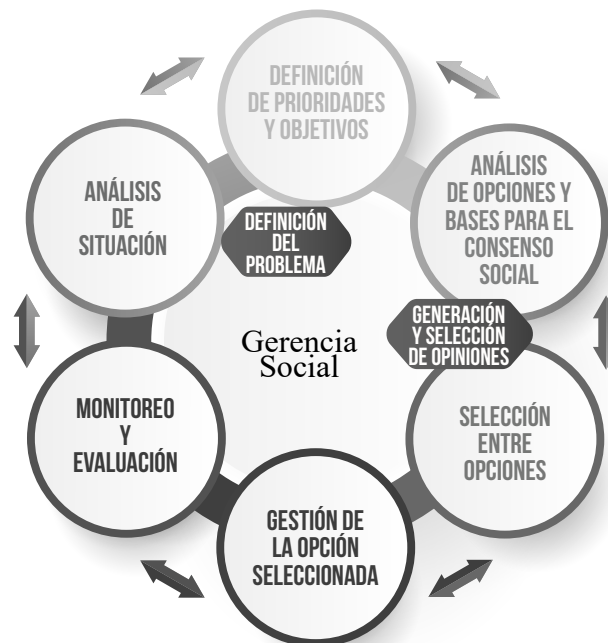 DEFINICIÓN
DE PRIORIDADES
Y OBJETIVOS
ANÁLISIS
DE OPCIONES Y
BASES PARA EL
CONSENSO
SOCIAL
ANÁLISIS
DE
SITUACIÓN
DEFINICIÓN
DEL
PROBLEMA
GENERACIÓN
Y SELECCIÓN
DE OPINIONES
Gerencia
Social
MONITOREO
Y
EVALUACIÓN
SELECCIÓN
ENTRE
OPCIONES
GESTIÓN DE
LA OPCIÓN
SELECCIONADA